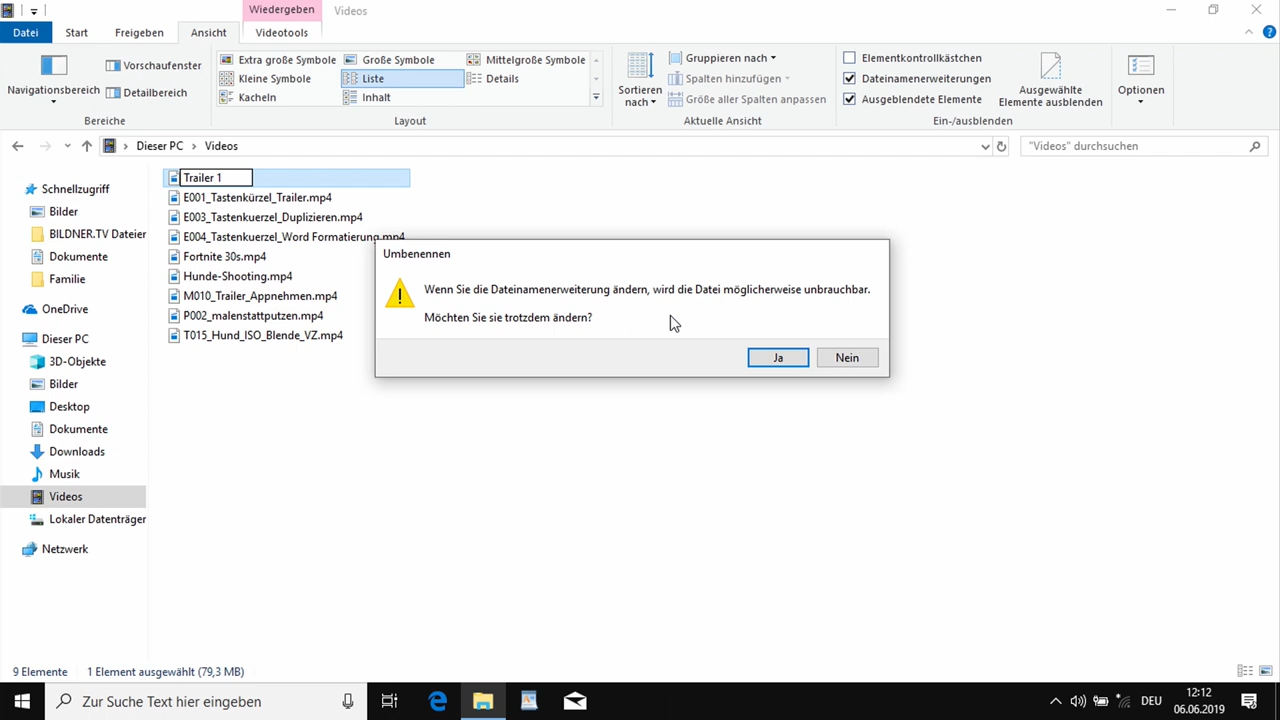 Wiedergeben
Videos
Datei
Start
Freigeben
Ansicht
Videotools
Navigationsbereich
Vorschaufenster
Detailbereich
Bereiche
Extra große Symbole
Große Symbole
Mittelgroße Symbole
Kleine Symbole
Liste
Details
Kacheln
Inhalt
Layout
Sortieren
nach
Gruppieren nach
Spalten hinzufügen
Größe aller Spalten anpassen
Aktuelle Ansicht
Elementkontrollkästchen
Dateinamenerweiterungen
Ausgeblendete Elemente
Ausgewählte
Elemente ausblenden
Ein-/ausblenden
Optionen
Dieser PC > Videos
"Videos" durchsuchen
Schnellzugriff
Bilder
BILDNER.TV Dateier
Dokumente
Familie
OneDrive
Dieser PC
3D-Objekte
Bilder
Desktop
Dokumente
Downloads
Musik
Videos
Lokaler Datenträger
Netzwerk
Trailer 1
E001_Tastenkürzel_Trailer.mp4
E003_Tastenkuerzel_Duplizieren.mp4
E004_Tastenkuerzel_Word Formatierung.mp4
Fortnite 30s.mp4
Hunde-Shooting.mp4
M010_Trailer_Appnehmen.mp4
P002_malenstattputzen.mp4
T015_Hund_ISO_Blende_VZ.mp4
Umbenennen
Wenn Sie die Dateinamenerweiterung ändern, wird die Datei möglicherweise unbrauchbar.
Möchten Sie sie trotzdem ändern?
Ja
Nein
9 Elemente
1 Element ausgewählt (79,3 MB)
Zur Suche Text hier eingeben
DEU
12:12
06.06.2019